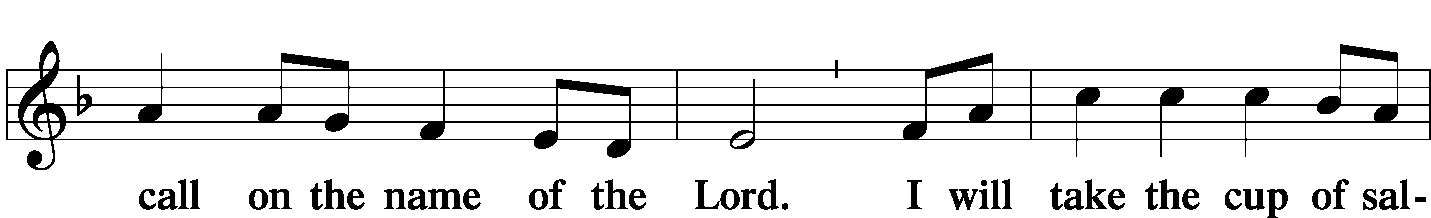 call on the name of the Lord. I will take the cup of sal-